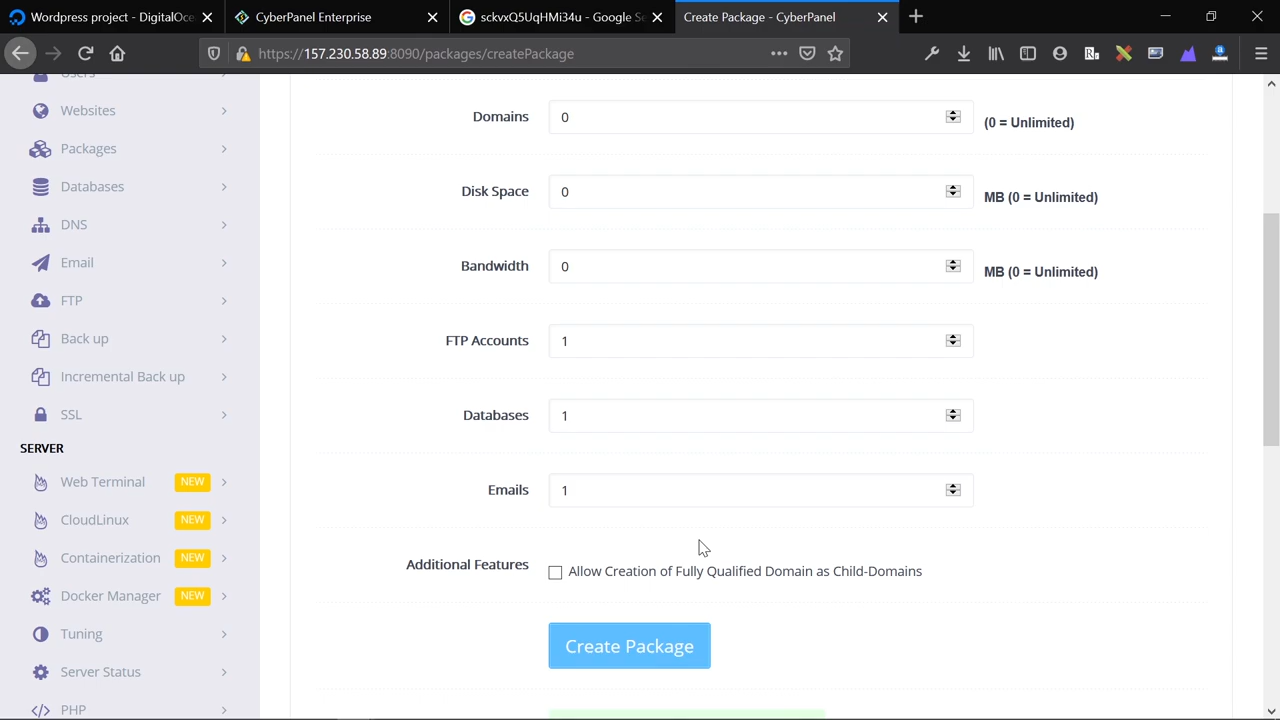 Wordpress project - DigitalOce
CyberPanel Enterprise
sckvxQ5UqHMi34u - Google Se
Create Package - CyberPanel
https://157.230.58.89:8090/packages/createPackage
Users
Websites
Packages
Databases
DNS
Email
FTP
Back up
Incremental Back up
SSL
SERVER
Web Terminal NEW
CloudLinux NEW
Containerization NEW
Docker Manager NEW
Tuning
Server Status
PHP
Domains 0 (0 = Unlimited)
Disk Space 0 MB (0 = Unlimited)
Bandwidth 0 MB (0 = Unlimited)
FTP Accounts 1
Databases 1
Emails 1
Additional Features Allow Creation of Fully Qualified Domain as Child-Domains
Create Package